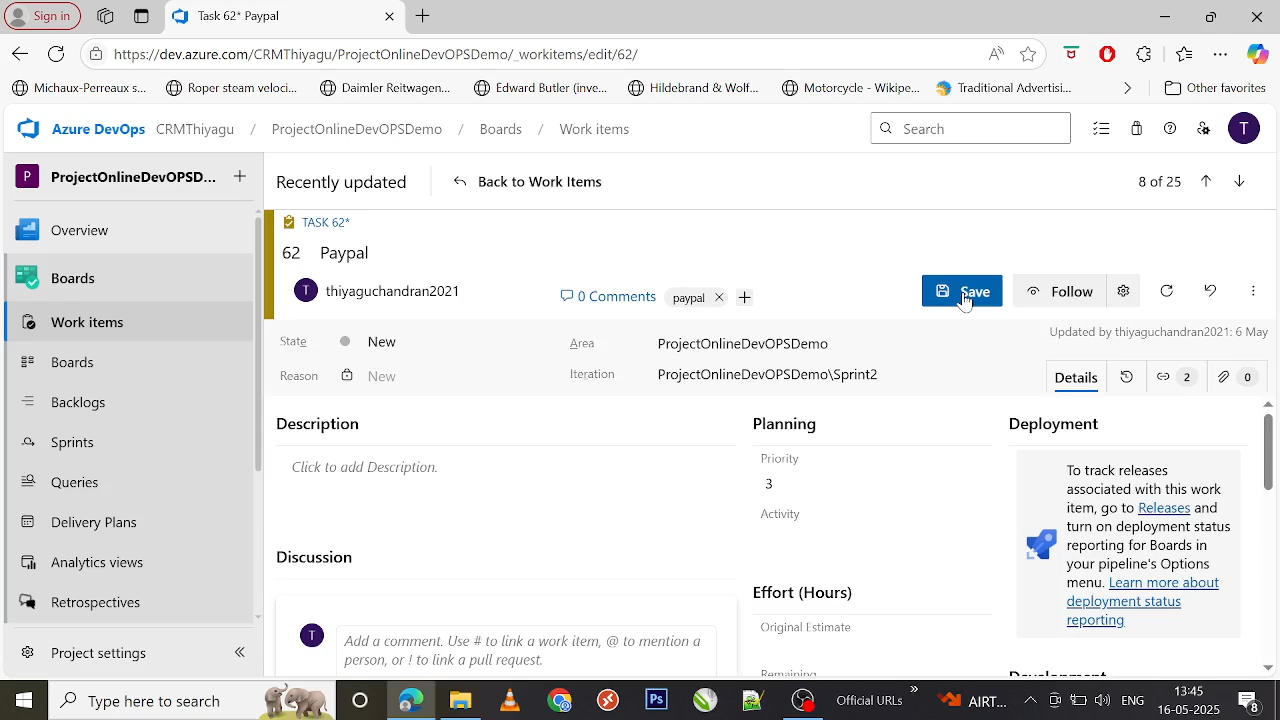 Sign in
Task 62* Paypal
https://dev.azure.com/CRMThiyagu/ProjectOnlineDevOPSDemo/_workitems/edit/62/
Michaux-Perreaux s...
Roper steam veloci...
Daimler Reitwagen...
Edward Butler (inve...
Hildebrand & Wolf...
Motorcycle - Wikipe...
Traditional Advertisi...
Other favorites
Azure DevOps CRMThiyagu / ProjectOnlineDevOPSDemo / Boards / Work items
Search
T
P ProjectOnlineDevOPSD...
Overview
Boards
Work items
Boards
Backlogs
Sprints
Queries
Delivery Plans
Analytics views
Retrospectives
Project settings
Recently updated
Back to Work Items
8 of 25
TASK 62*
62 Paypal
T thiyaguchandran2021
0 Comments
paypal
Save
Follow
State New
Reason New
Area ProjectOnlineDevOPSDemo
Iteration ProjectOnlineDevOPSDemo\Sprint2
Updated by thiyaguchandran2021: 6 May
Details
2
0
Description
Click to add Description.
Discussion
T
Add a comment. Use # to link a work item, @ to mention a
person, or ! to link a pull request.
Planning
Priority
3
Activity
Effort (Hours)
Original Estimate
Remaining
Deployment
To track releases
associated with this work
item, go to Releases and
turn on deployment status
reporting for Boards in
your pipeline's Options
menu. Learn more about
deployment status
reporting
Development
Type here to search
Ps
Official URLs
AIRT...
ENG
13:45
16-05-2025
8